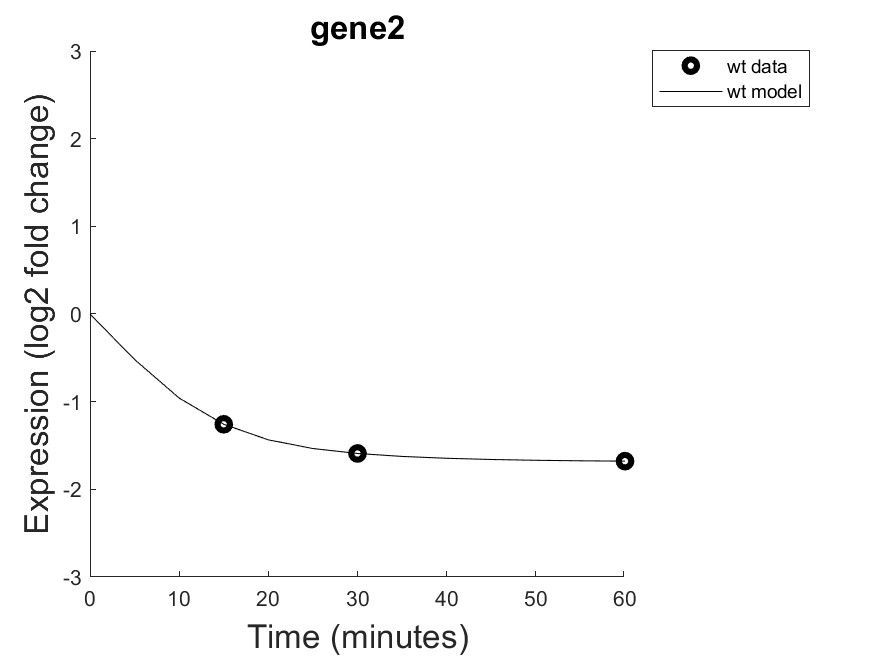 gene2
wt data
wt model
Expression (log2 fold change)
3
2
1
0
-1
-2
-3
0 10 20 30 40 50 60
Time (minutes)